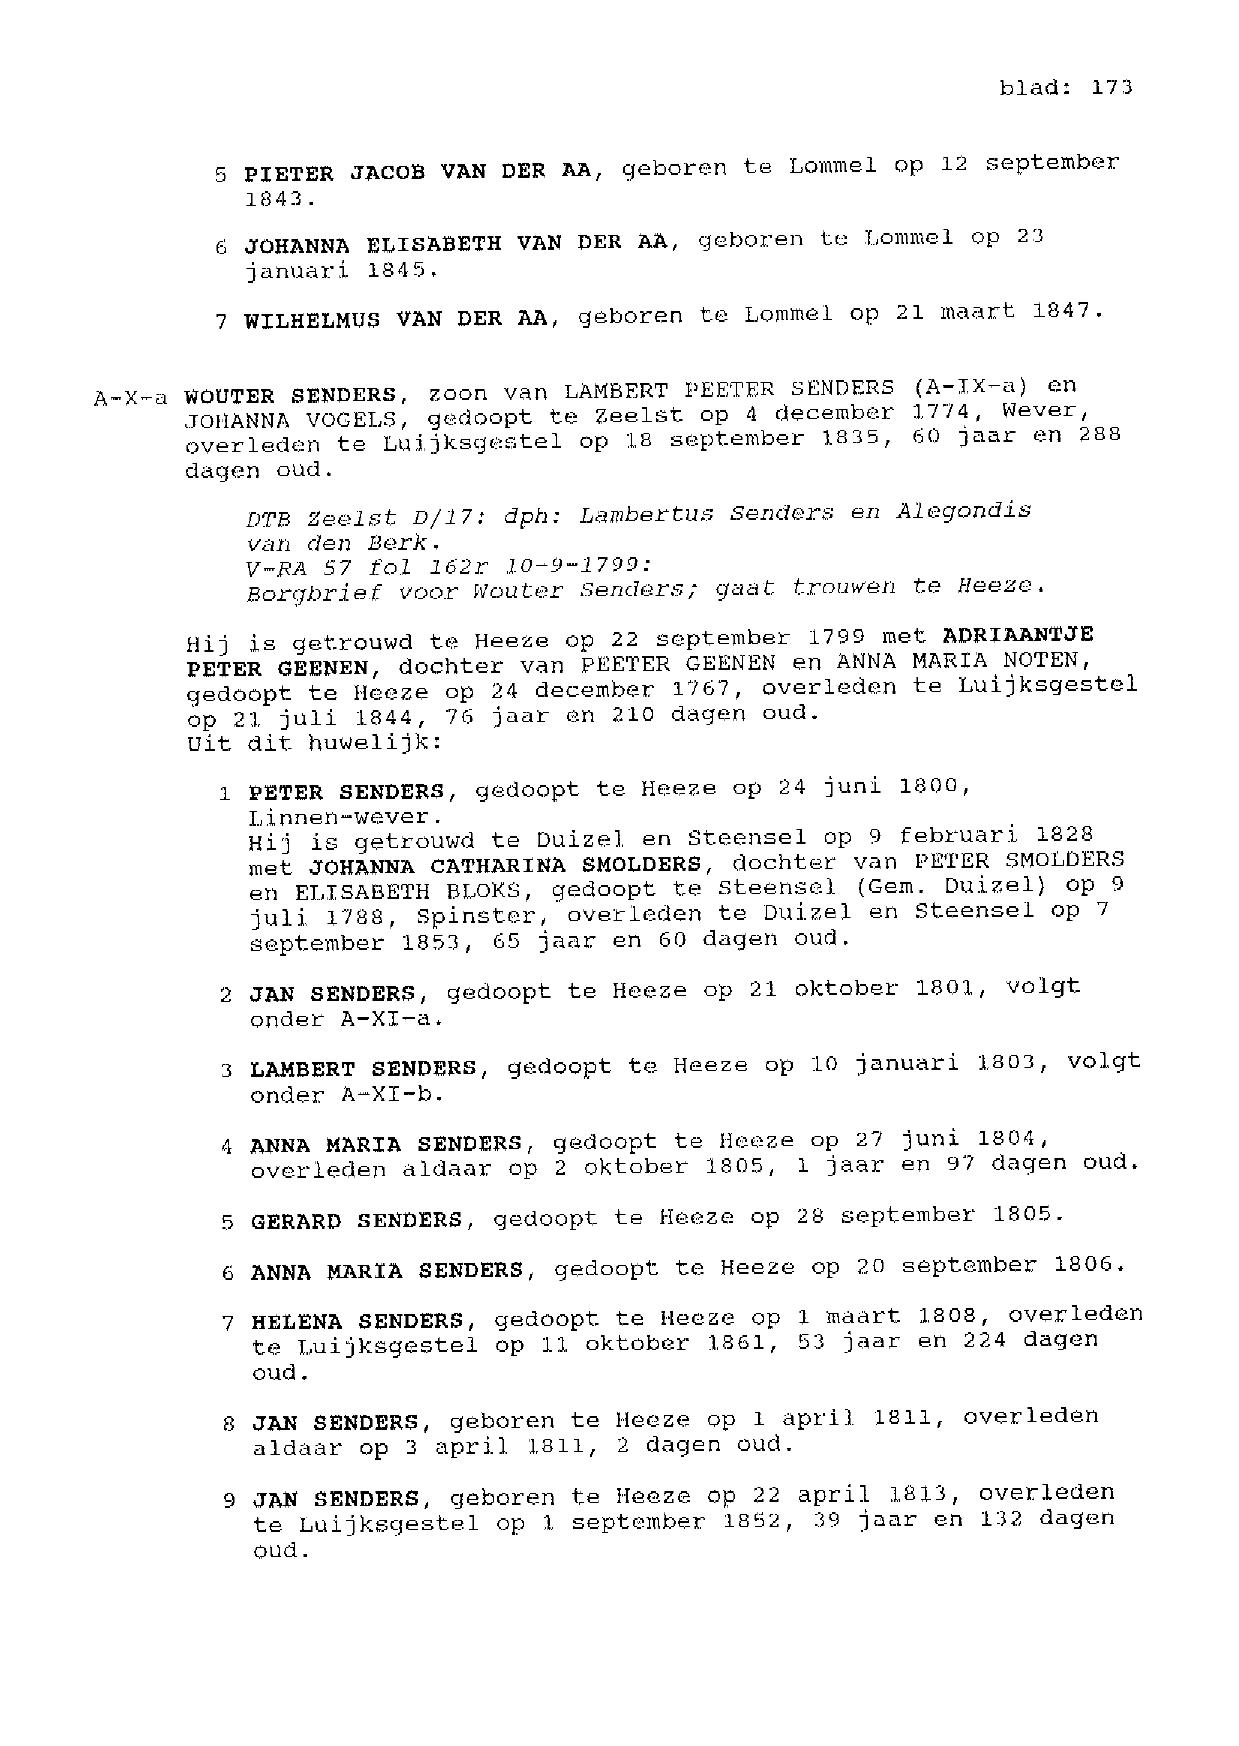 blad: 173
5 PIETER JACOB VAN DER AA, geboren te Lommel op 12 september
1843.
6 JOHANNA ELISABETH VAN DER AA, geboren te Lommel op 23
januari 1845.
7 WILHELMUS VAN DER AA, geboren te Lommel op 21 maart 1847.
A-X-a WOUTER SENDERS, zoon van LAMBERT PEETER SENDERS (A-IX-a) en
JOHANNA VOGELS, gedoopt te Zeelst op 4 december 1774, Wever,
overleden te Luijksgestel op 18 september 1835, 60 jaar en 288
dagen oud.
DTB Zeelst D/17: dph: Lambertus Senders en Alegondis
van den Berk.
V-RA 57 fol 162r 10-9-1799:
Borgbrief voor Wouter Senders; gaat trouwen te Heeze.
Hij is getrouwd te Heeze op 22 september 1799 met ADRIAANTJE
PETER GEENEN, dochter van PEETER GEENEN en ANNA MARIA NOTEN,
gedoopt te Heeze op 24 december 1767, overleden te Luijksgestel
op 21 juli 1844, 76 jaar en 210 dagen oud.
Uit dit huwelijk:
1 PETER SENDERS, gedoopt te Heeze op 24 juni 1800,
Linnen-wever.
Hij is getrouwd te Duizel en Steensel op 9 februari 1828
met JOHANNA CATHARINA SMOLDERS, dochter van PETER SMOLDERS
en ELISABETH BLOKS, gedoopt te Steensel (Gem. Duizel) op 9
juli 1788, Spinster, overleden te Duizel en Steensel op 7
september 1853, 65 jaar en 60 dagen oud.
2 JAN SENDERS, gedoopt te Heeze op 21 oktober 1801, volgt
onder A-XI-a.
3 LAMBERT SENDERS, gedoopt te Heeze op 10 januari 1803, volgt
onder A-XI-b.
4 ANNA MARIA SENDERS, gedoopt te Heeze op 27 juni 1804,
overleden aldaar op 2 oktober 1805, 1 jaar en 97 dagen oud.
5 GERARD SENDERS, gedoopt te Heeze op 28 september 1805.
6 ANNA MARIA SENDERS, gedoopt te Heeze op 20 september 1806.
7 HELENA SENDERS, gedoopt te Heeze op 1 maart 1808, overleden
te Luijksgestel op 11 oktober 1861, 53 jaar en 224 dagen
oud.
8 JAN SENDERS, geboren te Heeze op 1 april 1811, overleden
aldaar op 3 april 1811, 2 dagen oud.
9 JAN SENDERS, geboren te Heeze op 22 april 1813, overleden
te Luijksgestel op 1 september 1852, 39 jaar en 132 dagen
oud.